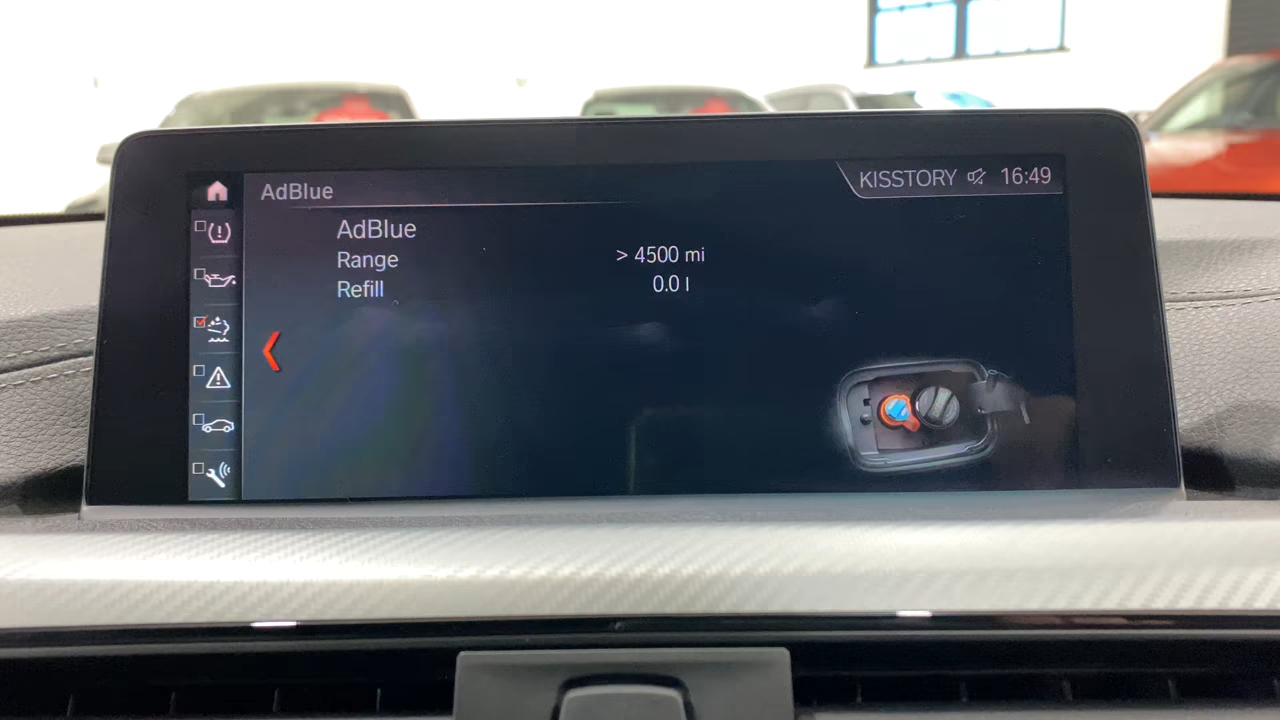 AdBlue
KISSTORY 16:49
AdBlue
Range > 4500 mi
Refill 0.0 l